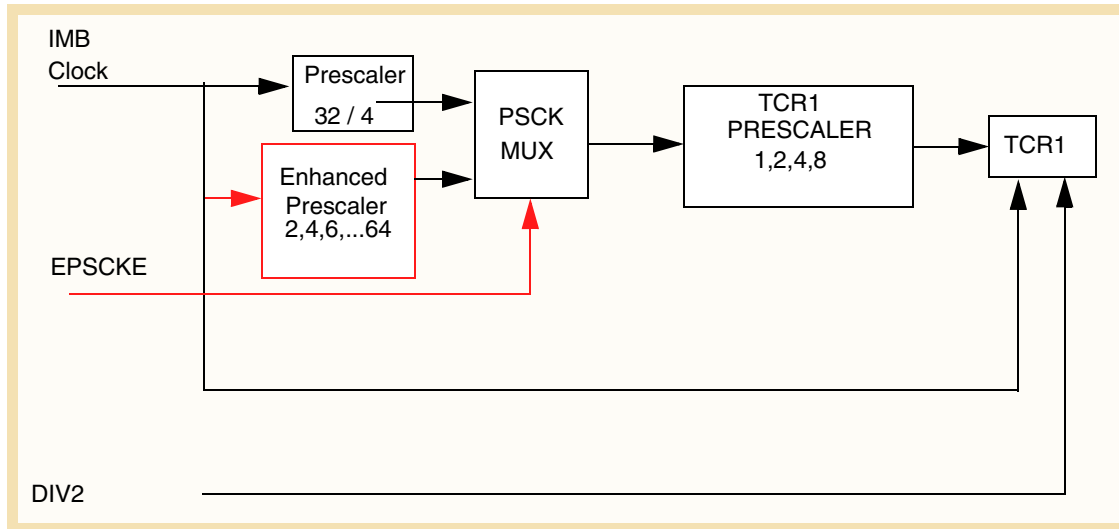 IMB
Clock
Prescaler
32 / 4
PSCK
MUX
TCR1
PRESCALER
1,2,4,8
TCR1
Enhanced
Prescaler
2,4,6,...64
EPSCKE
DIV2